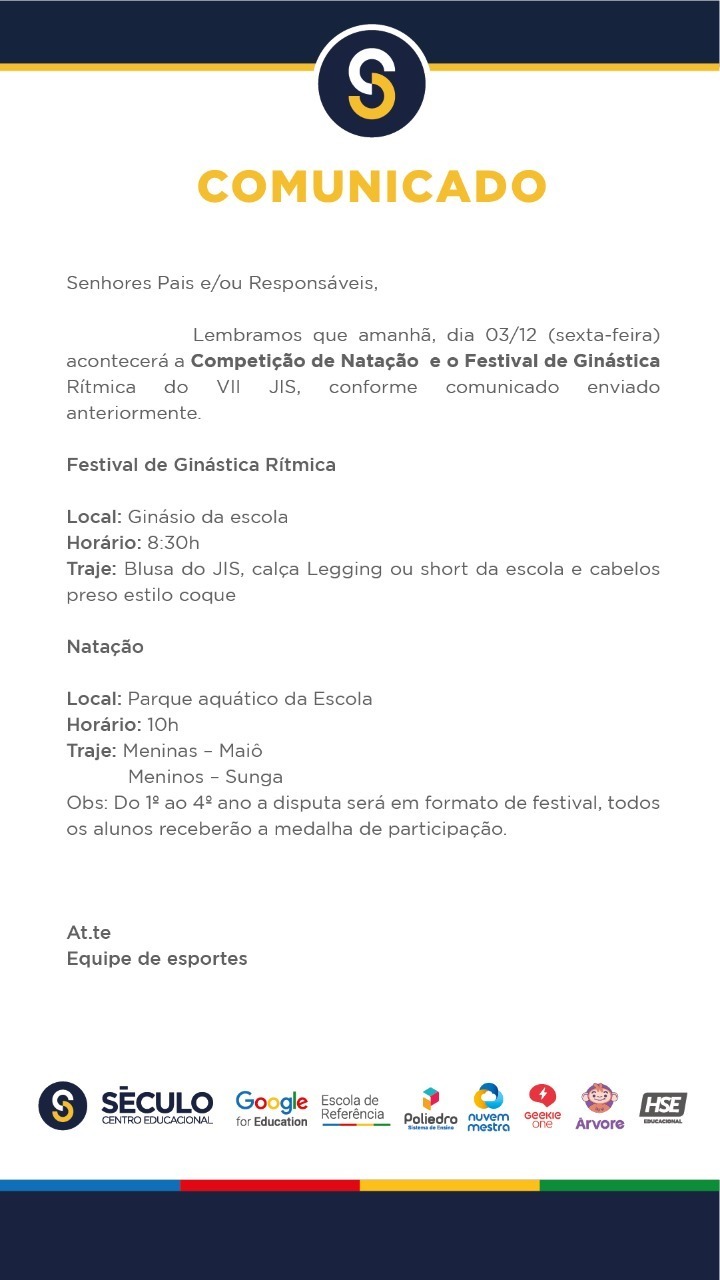 COMUNICADO
Senhores Pais e/ou Responsáveis,
Lembramos que amanhã, dia 03/12 (sexta-feira)
acontecerá a Competição de Natação e o Festival de Ginástica
Rítmica do VII JIS, conforme comunicado enviado
anteriormente.
Festival de Ginástica Rítmica
Local: Ginásio da escola
Horário: 8:30h
Traje: Blusa do JIS, calça Legging ou short da escola e cabelos
preso estilo coque
Natação
Local: Parque aquático da Escola
Horário: 10h
Traje: Meninas – Maiô
Meninos – Sunga
Obs: Do 1º ao 4º ano a disputa será em formato de festival, todos
os alunos receberão a medalha de participação.
At.te
Equipe de esportes
SÉCULO
CENTRO EDUCACIONAL
Google
for Education
Escola de
Referência
Poliedro
Sistema de Ensino
nuvem
mestra
GEEKIE
ONE
Arvore
HSE
EDUCACIONAL